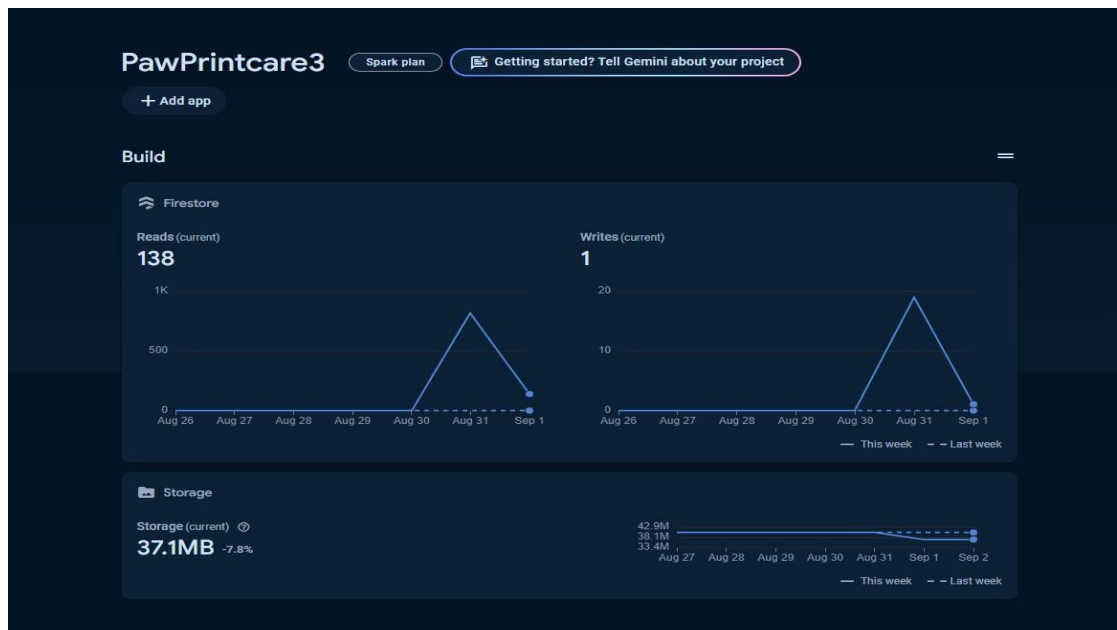 PawPrintcare3 Spark plan Getting started? Tell Gemini about your project
+ Add app
Build
Firestore
Reads (current)
138
1K
500
0
Aug 26 Aug 27 Aug 28 Aug 29 Aug 30 Aug 31 Sep 1
Writes (current)
1
20
10
0
Aug 26 Aug 27 Aug 28 Aug 29 Aug 30 Aug 31 Sep 1
This week Last week
Storage
Storage (current)
37.1MB -7.8%
42.9M
38.1M
33.4M
Aug 27 Aug 28 Aug 29 Aug 30 Aug 31 Sep 1 Sep 2
This week Last week